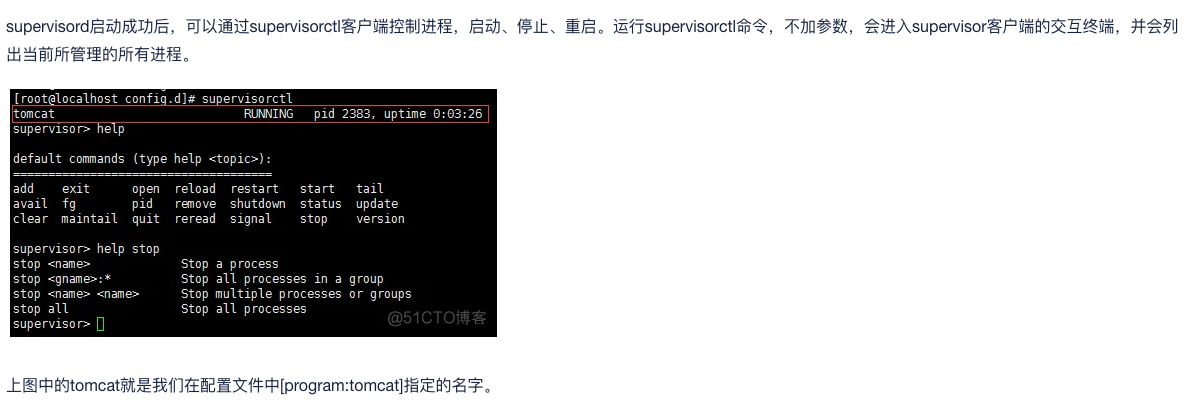 supervisord启动成功后，可以通过supervisorctl客户端控制进程，启动、停止、重启。运行supervisorctl命令，不加参数，会进入supervisor客户端的交互终端，并会列
出当前所管理的所有进程。
[root@localhost config.d]# supervisorctl
tomcat RUNNING pid 2383, uptime 0:03:26
supervisor> help
default commands (type help <topic>):
=====================================
add exit open reload restart start tail
avail fg pid remove shutdown status update
clear maintail quit reread signal stop version
supervisor> help stop
stop <name> Stop a process
stop <gname>:* Stop all processes in a group
stop <name> <name> Stop multiple processes or groups
stop all Stop all processes
supervisor>
@51CTO博客
上图中的tomcat就是我们在配置文件中[program:tomcat]指定的名字。